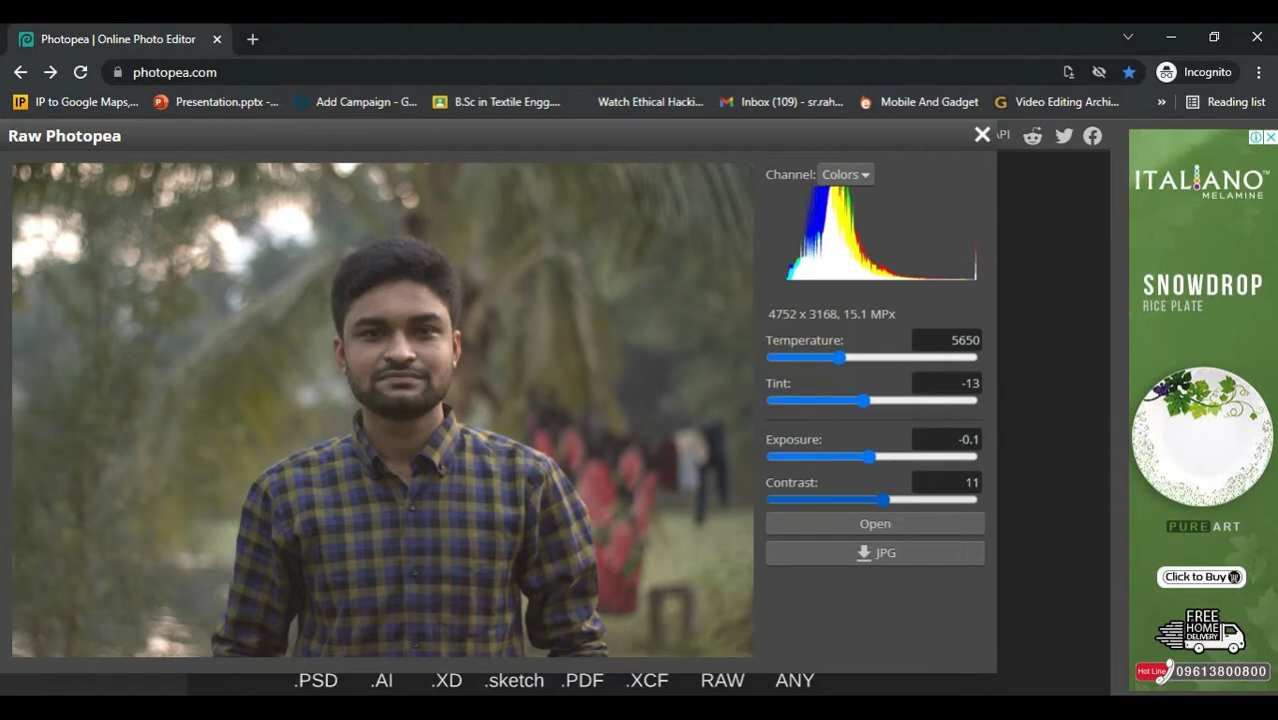 Photopea | Online Photo Editor
photopea.com
Incognito
IP
IP to Google Maps,...
Presentation.pptx -...
Add Campaign - G...
B.Sc in Textile Engg....
Watch Ethical Hacki...
Inbox (109) - sr.rah...
Mobile And Gadget
Video Editing Archi...
»
Reading list
Raw Photopea
API
Channel: Colors
4752 x 3168, 15.1 MPx
Temperature: 5650
Tint: -13
Exposure: -0.1
Contrast: 11
Open
JPG
.PSD .AI .XD .sketch .PDF .XCF RAW ANY
ITALIANO™
MELAMINE
SNOWDROP
RICE PLATE
PURE ART
Click to Buy
FREE
HOME
DELIVERY
Hot Line 09613800800